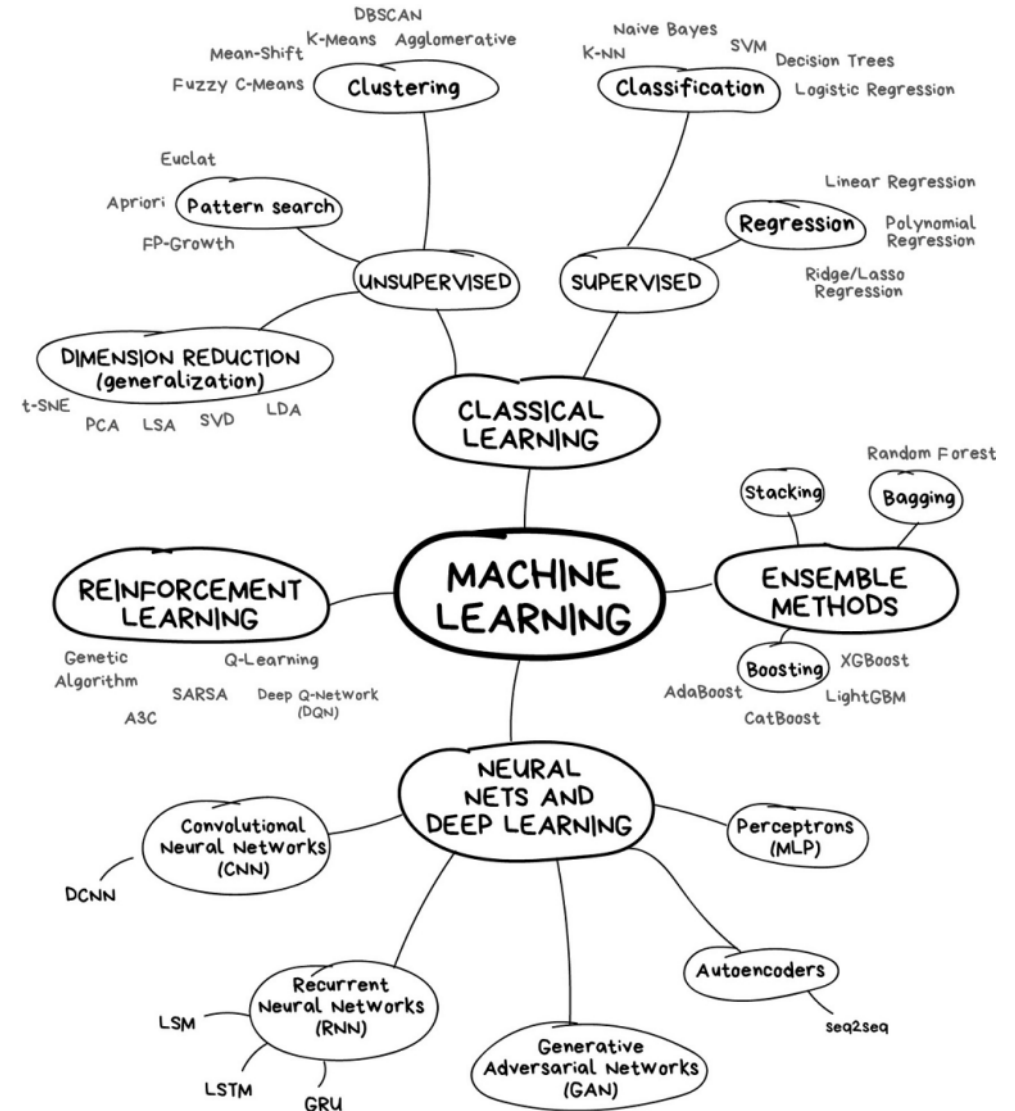 DBSCAN
K-Means
Agglomerative
Mean-Shift
Fuzzy C-Means
Clustering
Naive Bayes
K-NN
SVM
Decision Trees
Classification
Logistic Regression
Euclat
Apriori
Pattern search
FP-Growth
Linear Regression
Regression
Polynomial
Regression
Ridge/Lasso
Regression
UNSUPERVISED
SUPERVISED
DIMENSION REDUCTION
(generalization)
t-SNE
PCA
LSA
SVD
LDA
CLASSICAL
LEARNING
Random Forest
Stacking
Bagging
REINFORCEMENT
LEARNING
MACHINE
LEARNING
ENSEMBLE
METHODS
Genetic
Algorithm
Q-Learning
SARSA
Deep Q-Network
(DQN)
A3C
Boosting
XGBoost
AdaBoost
LightGBM
CatBoost
NEURAL
NETS AND
DEEP LEARNING
Convolutional
Neural Networks
(CNN)
DCNN
Perceptrons
(MLP)
Autoencoders
seq2seq
Recurrent
Neural Networks
(RNN)
LSM
LSTM
GRU
Generative
Adversarial Networks
(GAN)